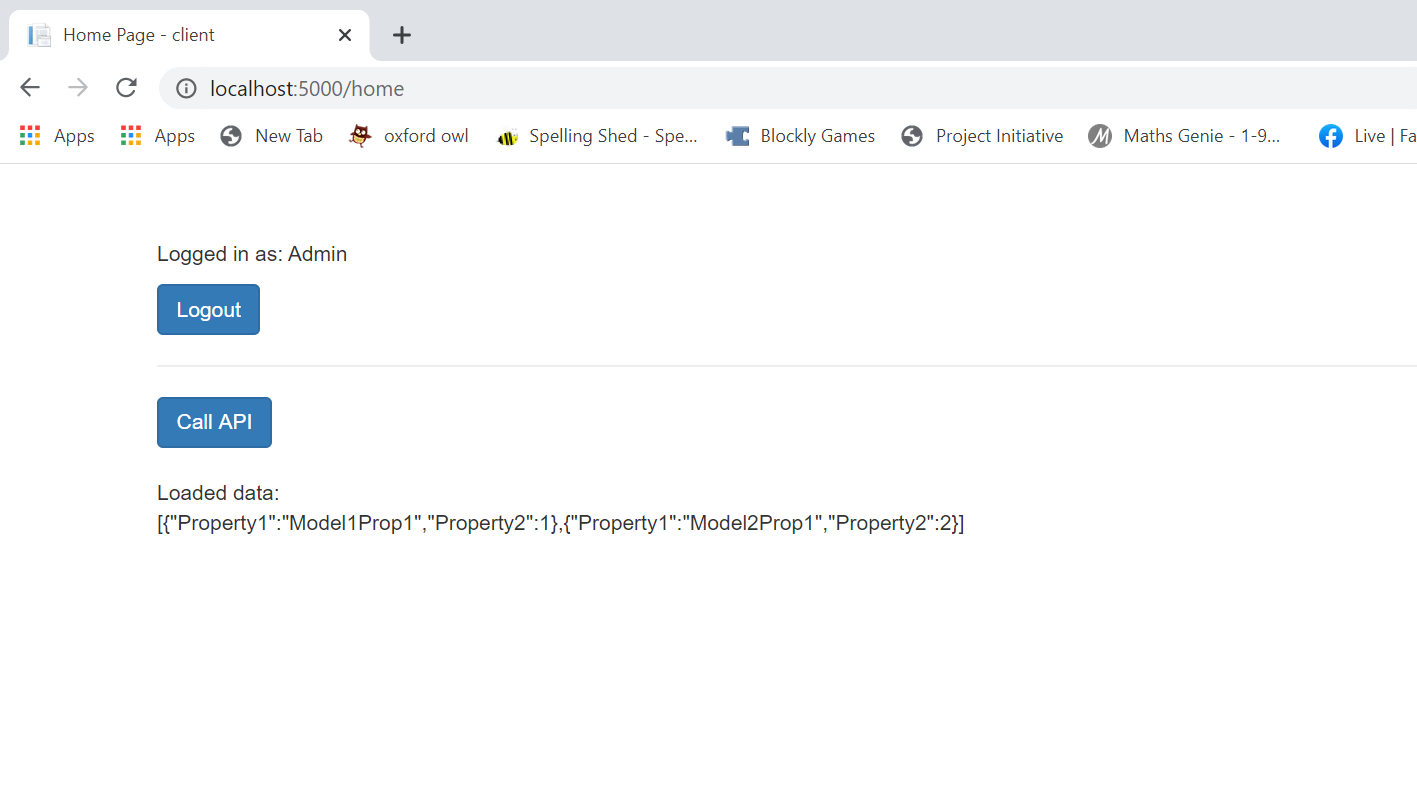 Home Page - client
localhost:5000/home
Apps Apps New Tab oxford owl Spelling Shed - Spe... Blockly Games Project Initiative Maths Genie - 1-9... Live | Fa
Logged in as: Admin
Logout
Call API
Loaded data:
[{"Property1":"Model1Prop1","Property2":1},{"Property1":"Model2Prop1","Property2":2}]